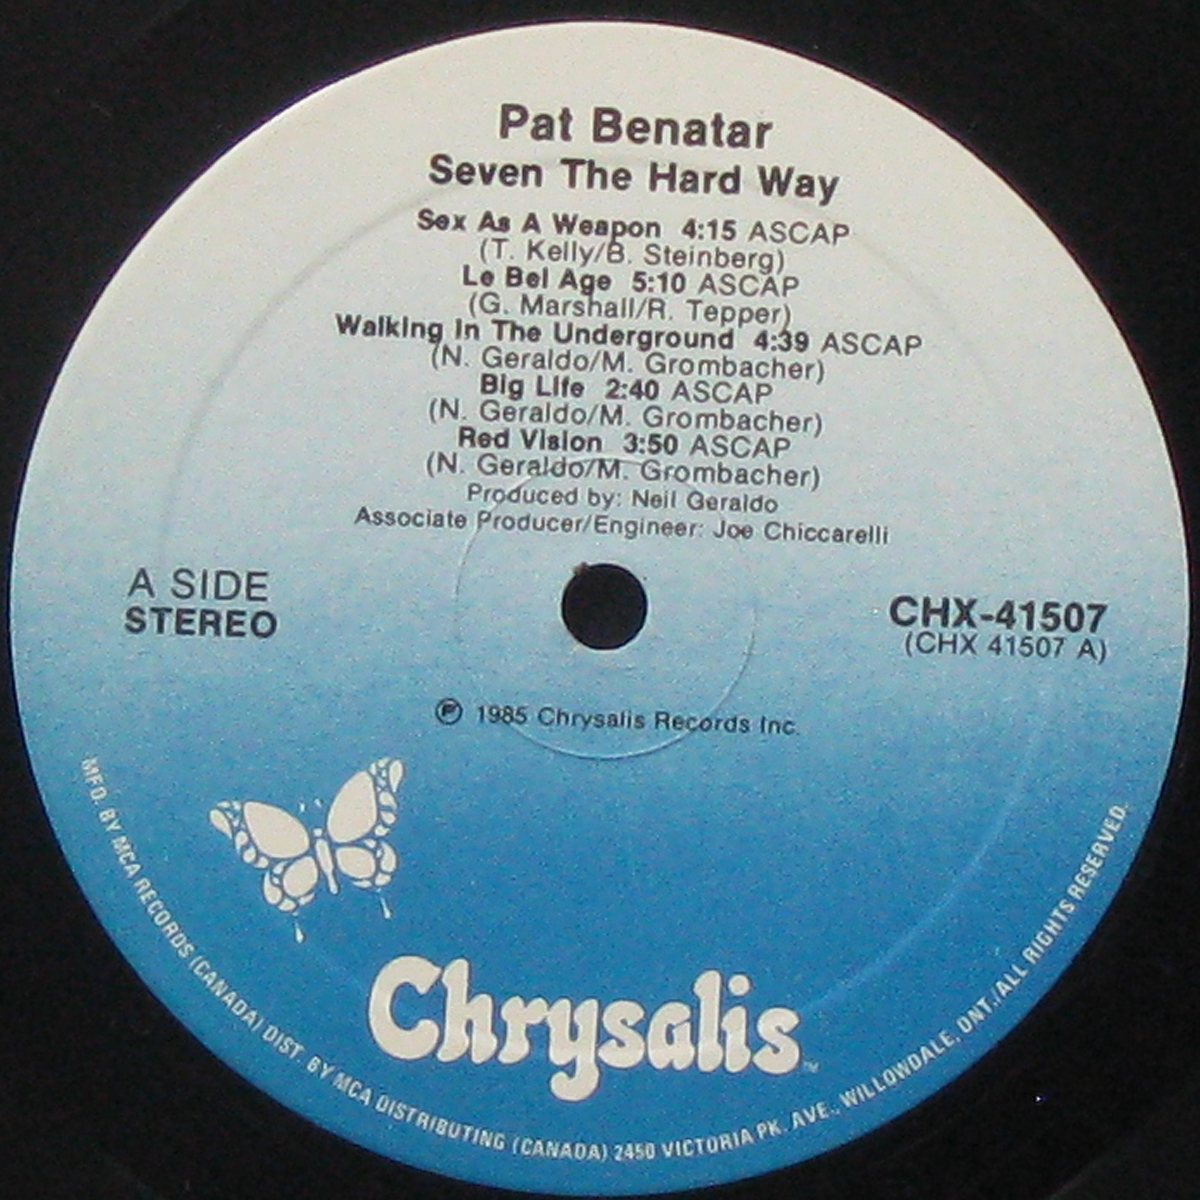 Pat Benatar
Seven The Hard Way
Sex As A Weapon 4:15 ASCAP
(T. Kelly/B. Steinberg)
Le Bel Age 5:10 ASCAP
(G. Marshall/R. Tepper)
Walking In The Underground 4:39 ASCAP
(N. Geraldo/M. Grombacher)
Big Life 2:40 ASCAP
(N. Geraldo/M. Grombacher)
Red Vision 3:50 ASCAP
(N. Geraldo/M. Grombacher)
Produced by: Neil Geraldo
Associate Producer/Engineer: Joe Chiccarelli
A SIDE
STEREO
CHX-41507
(CHX 41507 A)
Ⓟ 1985 Chrysalis Records Inc.
Chrysalis™
MFD. BY MCA RECORDS (CANADA) DIST. BY MCA DISTRIBUTING (CANADA) 2450 VICTORIA PK. AVE., WILLOWDALE, ONT./ALL RIGHTS RESERVED.